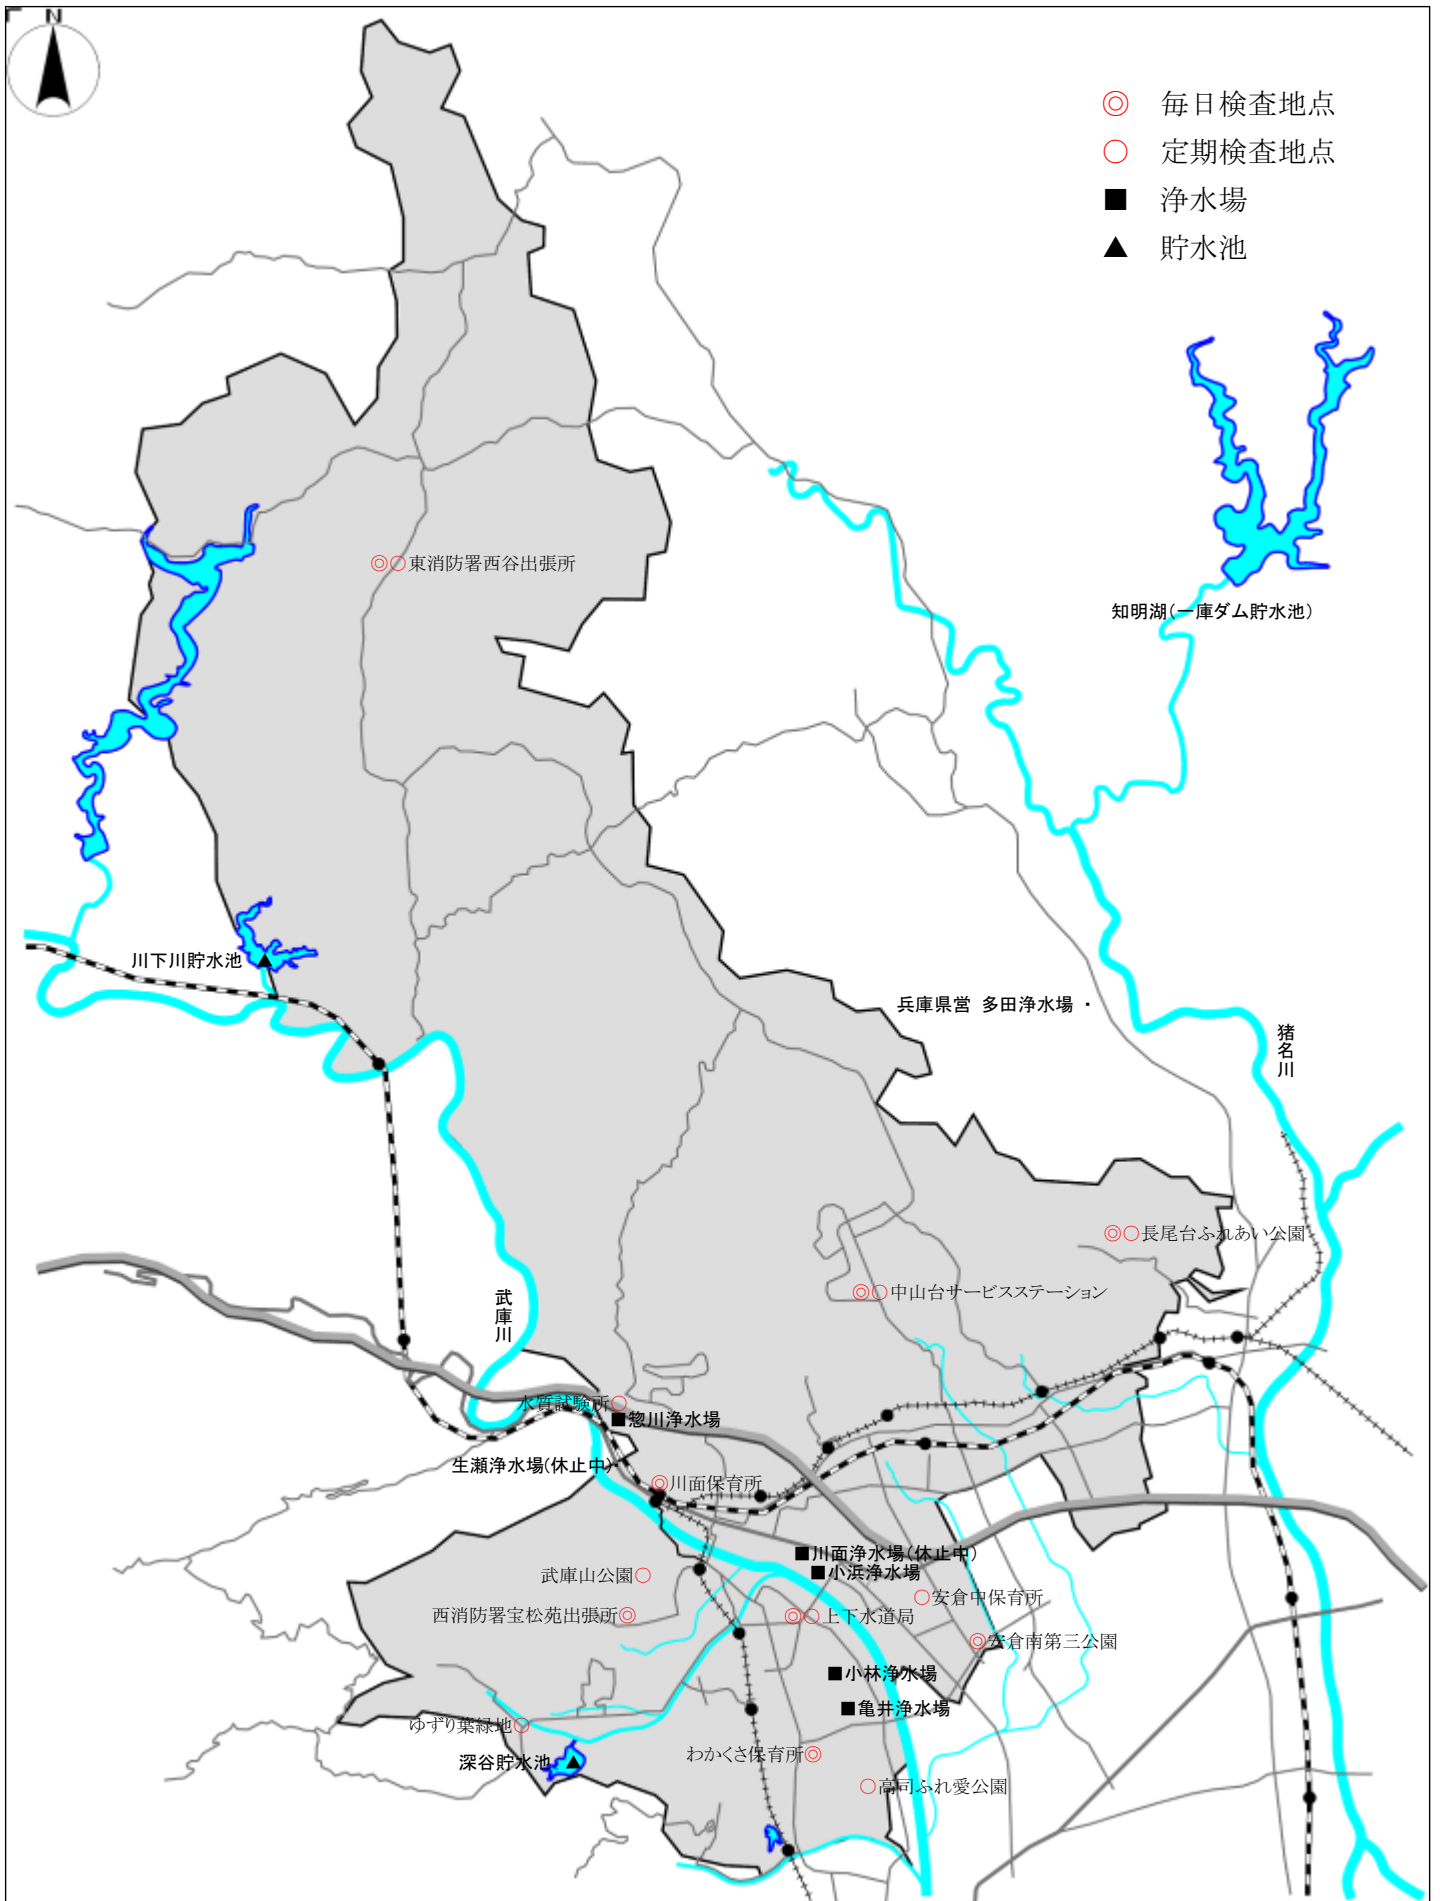 N
◎ 毎日検査地点
○ 定期検査地点
■ 浄水場
▲ 貯水池
◎○東消防署西谷出張所
知明湖(一庫ダム貯水池)
川下川貯水池
兵庫県営 多田浄水場 ・
猪名川
◎○長尾台ふれあい公園
◎○中山台サービスステーション
武庫川
水質試験所○
■惣川浄水場
生瀬浄水場(休止中)
◎川面保育所
■川面浄水場(休止中)
■小浜浄水場
武庫山公園○
○安倉中保育所
西消防署宝松苑出張所◎
◎○上下水道局
◎安倉南第三公園
■小林浄水場
■亀井浄水場
ゆずり葉緑地○
わかくさ保育所◎
深谷貯水池
○高司ふれ愛公園